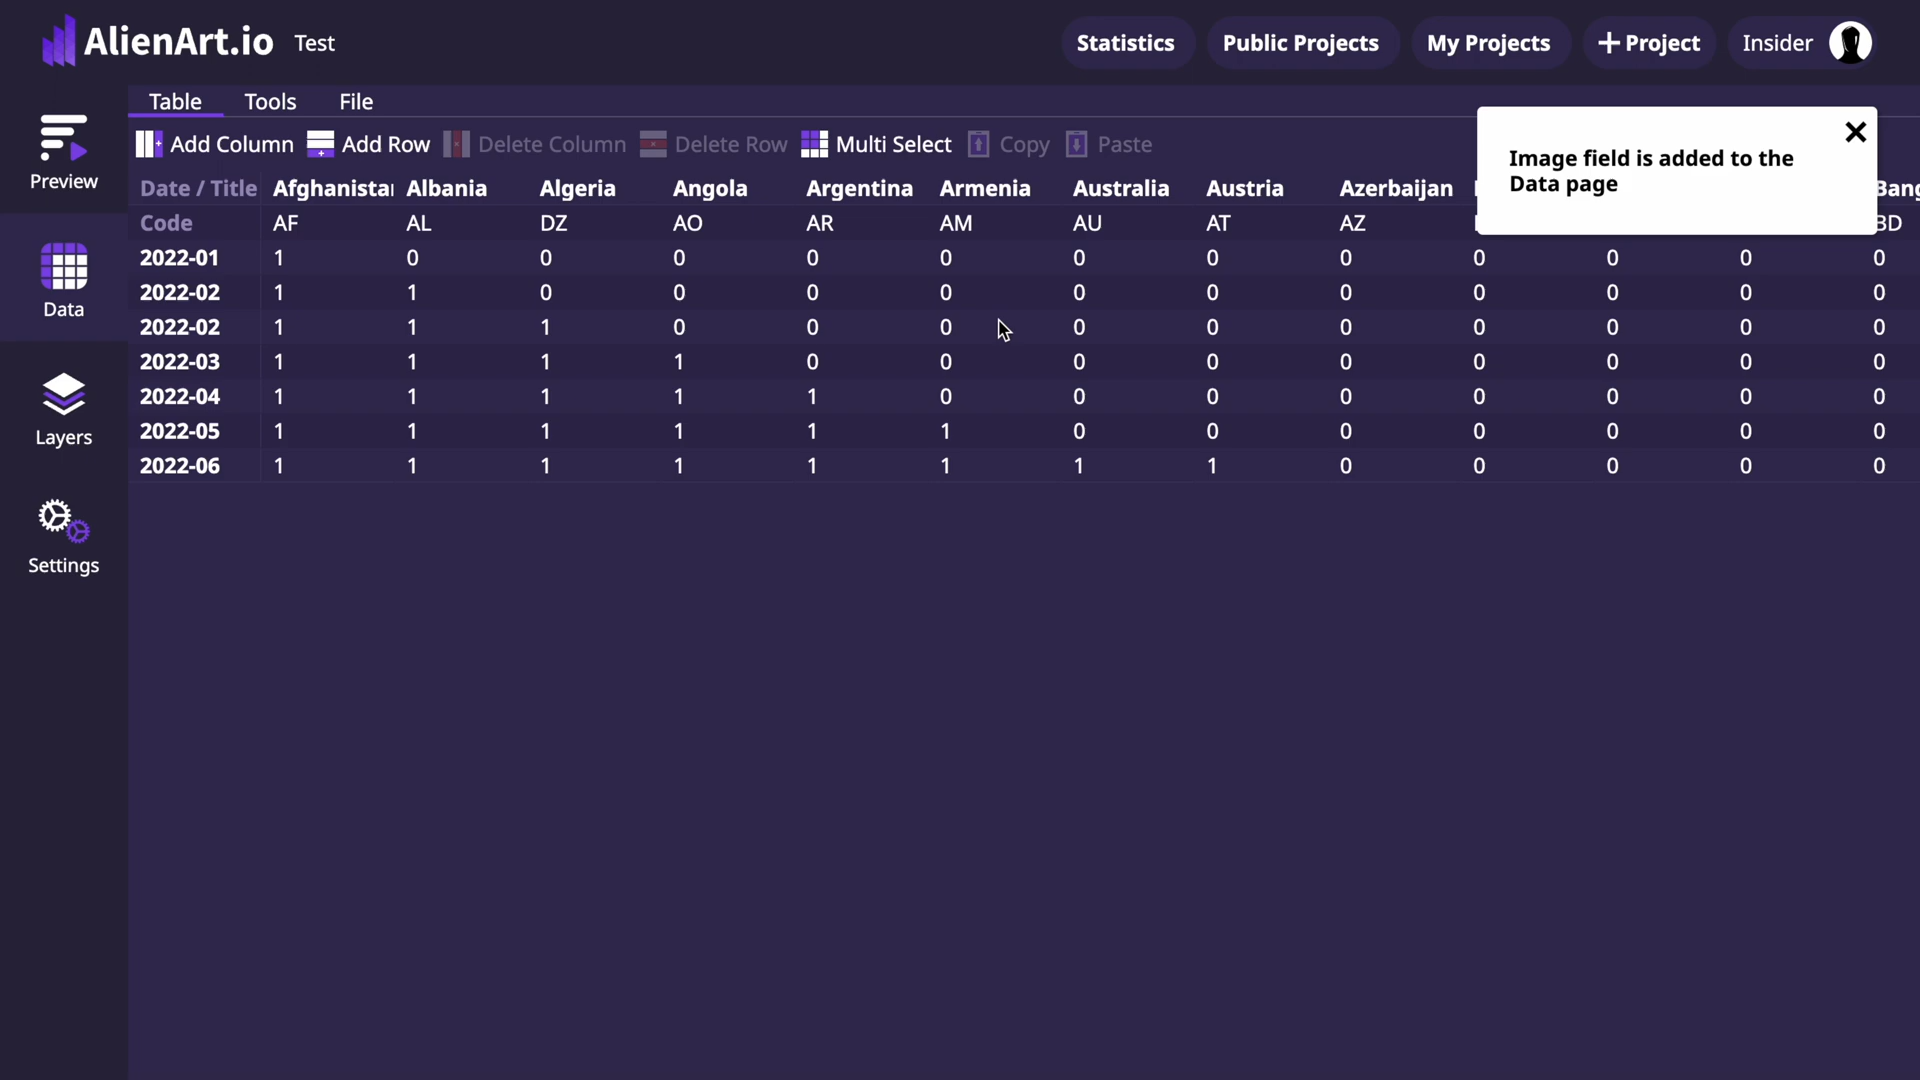 AlienArt.io Test Statistics Public Projects My Projects + Project Insider
Table Tools File
Add Column Add Row Delete Column Delete Row Multi Select Copy Paste
Image field is added to the
Data page
Preview
Data
Layers
Settings
Date / Title Afghanistan Albania Algeria Angola Argentina Armenia Australia Austria Azerbaijan
Code AF AL DZ AO AR AM AU AT AZ BD
2022-01 1 0 0 0 0 0 0 0 0 0 0 0 0
2022-02 1 1 0 0 0 0 0 0 0 0 0 0 0
2022-02 1 1 1 0 0 0 0 0 0 0 0 0 0
2022-03 1 1 1 1 0 0 0 0 0 0 0 0 0
2022-04 1 1 1 1 1 0 0 0 0 0 0 0 0
2022-05 1 1 1 1 1 1 0 0 0 0 0 0 0
2022-06 1 1 1 1 1 1 1 1 0 0 0 0 0